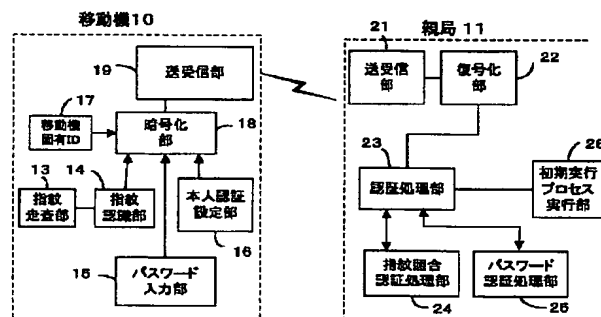 移動機10
親局 11
19
送受信部
21
送受信
部
復号化
部
22
17
移動機
固有ID
暗号化
部
18
23
認証処理部
26
初期実行
プロセス
実行部
13
指紋
走査部
14
指紋
認識部
本人認証
設定部
16
15
パスワード
入力部
指紋照合
認証処理部
24
パスワード
認証処理部
25